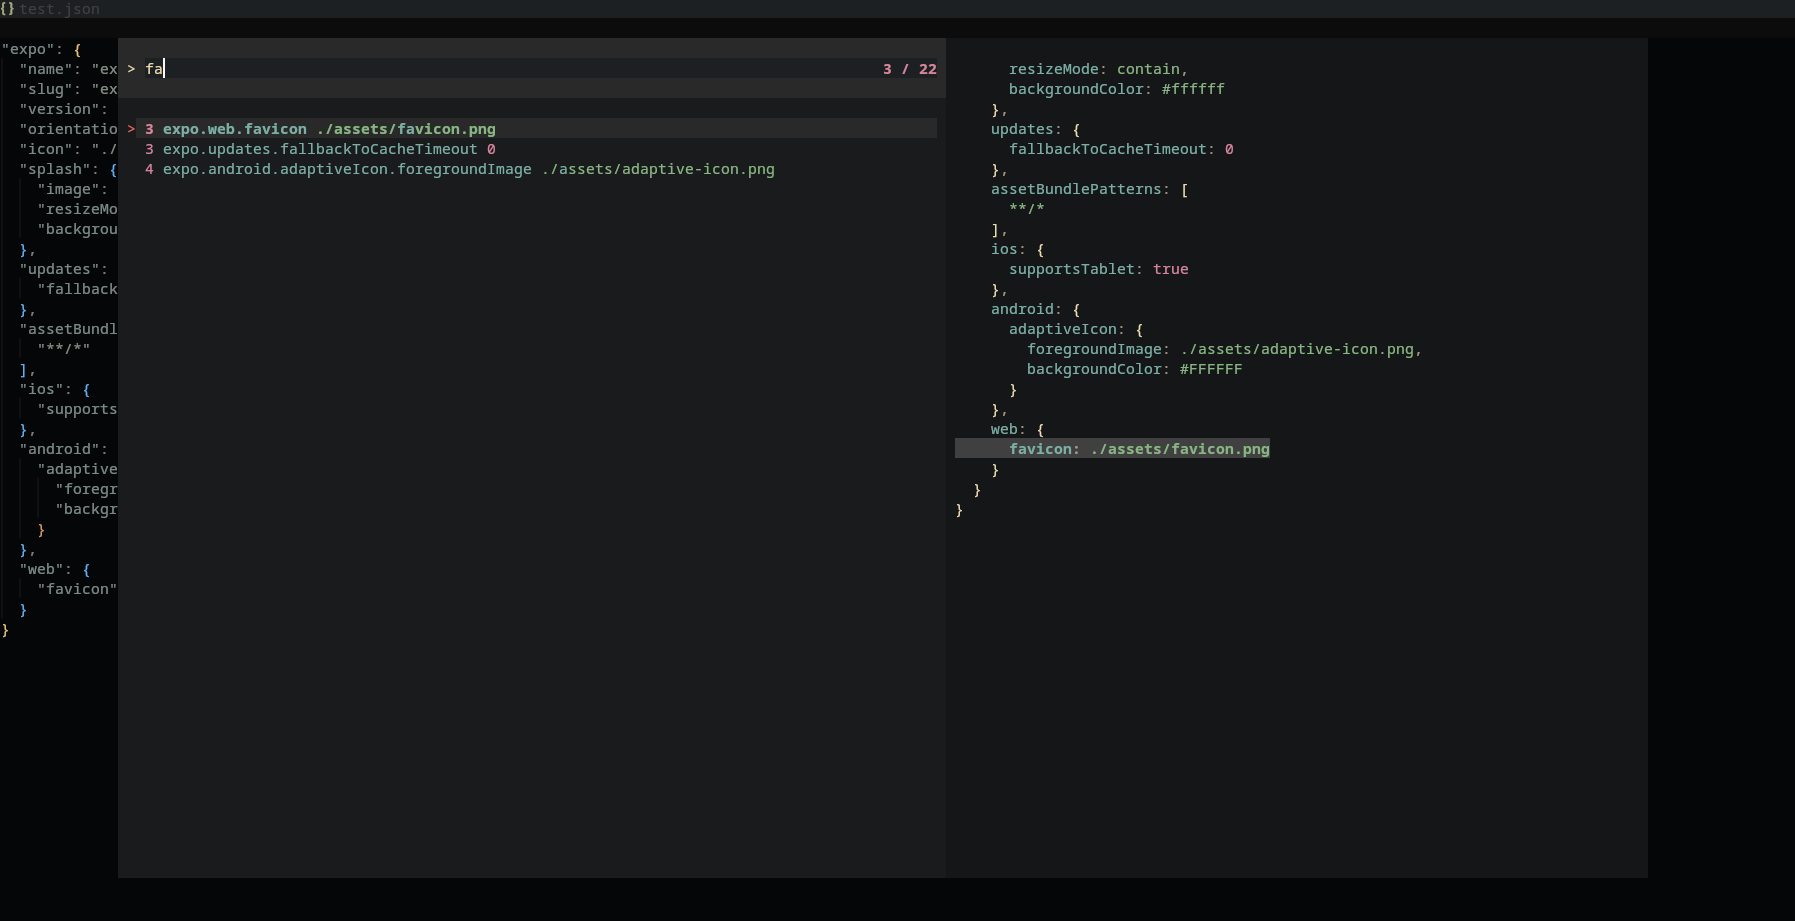 {} test.json
"expo": {
"name": "ex
"slug": "ex
"version":
"orientatio
"icon": "./
"splash": {
"image":
"resizeMo
"backgrou
},
"updates":
"fallback
},
"assetBundl
"**/*"
],
"ios": {
"supports
},
"android":
"adaptive
"foregr
"backgr
}
},
"web": {
"favicon"
}
}
> fa 3 / 22
> 3 expo.web.favicon ./assets/favicon.png
3 expo.updates.fallbackToCacheTimeout 0
4 expo.android.adaptiveIcon.foregroundImage ./assets/adaptive-icon.png
resizeMode: contain,
backgroundColor: #ffffff
},
updates: {
fallbackToCacheTimeout: 0
},
assetBundlePatterns: [
**/*
],
ios: {
supportsTablet: true
},
android: {
adaptiveIcon: {
foregroundImage: ./assets/adaptive-icon.png,
backgroundColor: #FFFFFF
}
},
web: {
favicon: ./assets/favicon.png
}
}
}